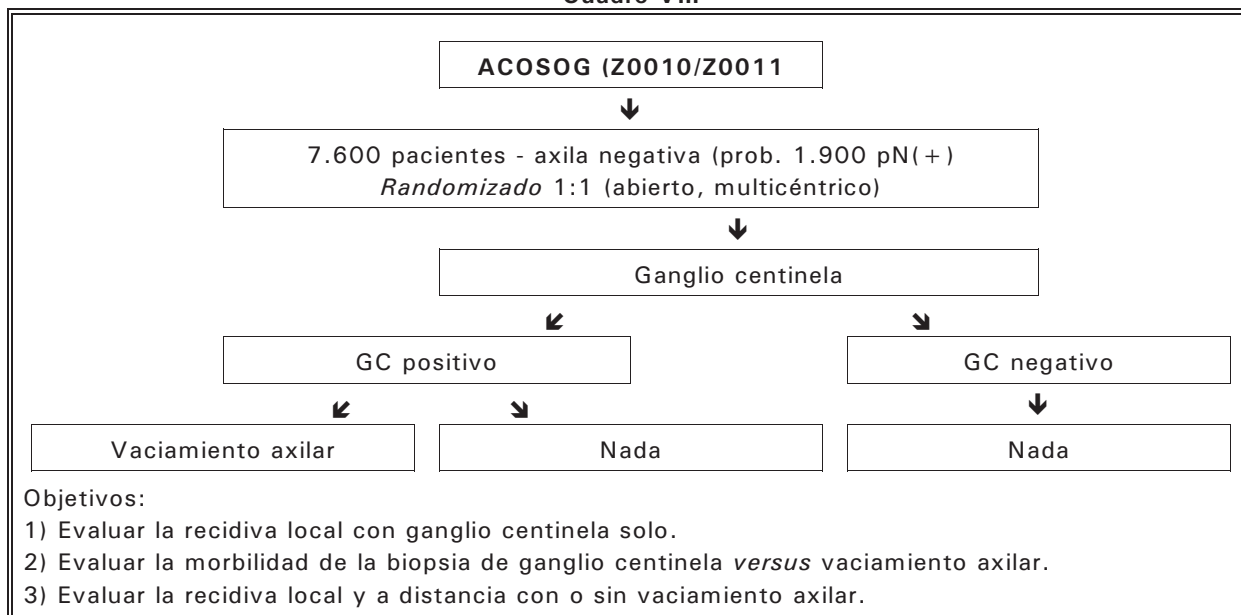 ACOSOG (Z0010/Z0011
7.600 pacientes - axila negativa (prob. 1.900 pN(+)
Randomizado 1:1 (abierto, multicéntrico)
Ganglio centinela
GC positivo
GC negativo
Vaciamiento axilar
Nada
Nada
Objetivos:
1) Evaluar la recidiva local con ganglio centinela solo.
2) Evaluar la morbilidad de la biopsia de ganglio centinela versus vaciamiento axilar.
3) Evaluar la recidiva local y a distancia con o sin vaciamiento axilar.